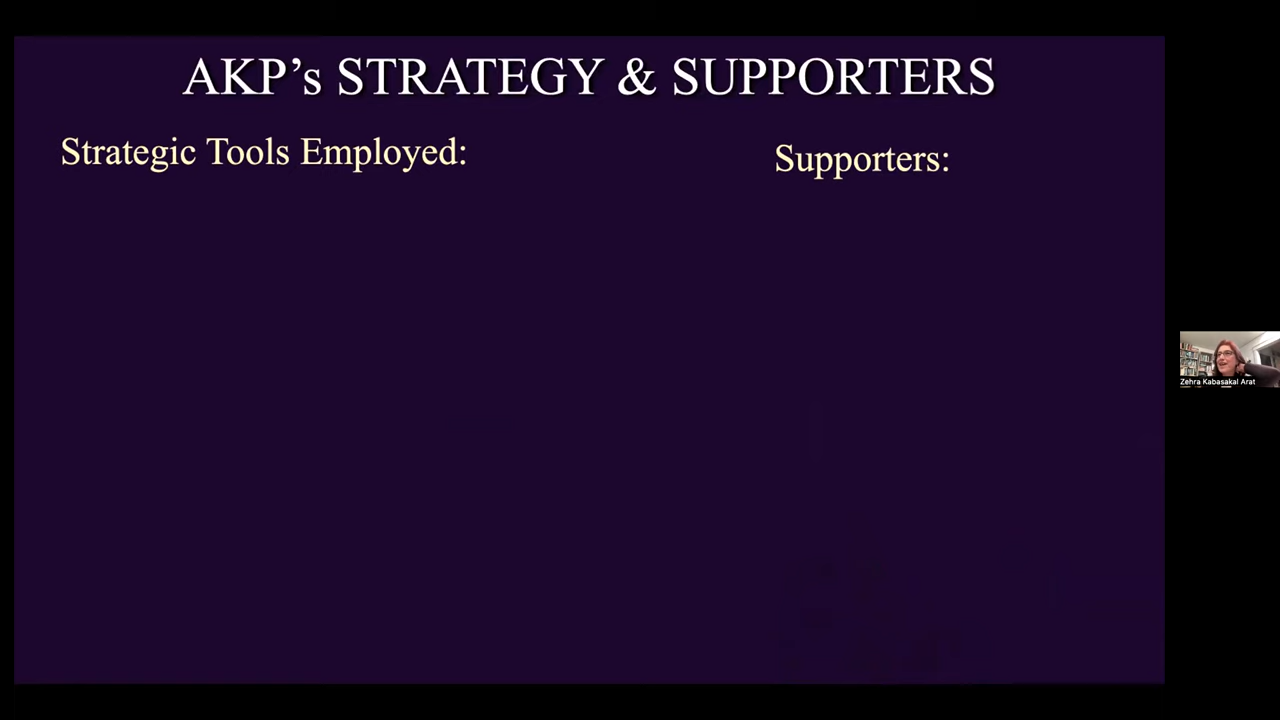 AKP’s STRATEGY & SUPPORTERS
Strategic Tools Employed:
Supporters:
Zehra Kabasakal Arat